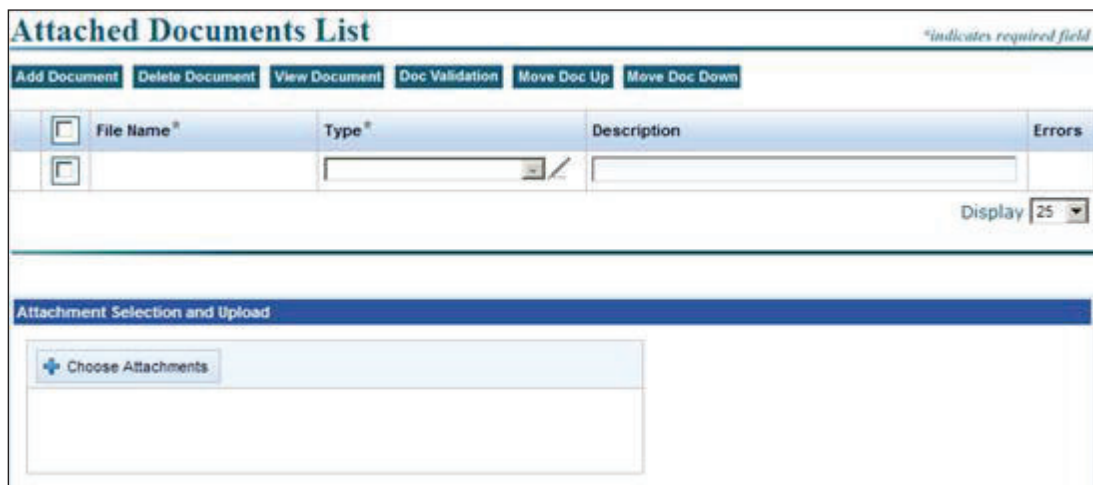 Attached Documents List
*indicates required field
Add Document Delete Document View Document Doc Validation Move Doc Up Move Doc Down
File Name* Type* Description Errors
Display 25
Attachment Selection and Upload
Choose Attachments